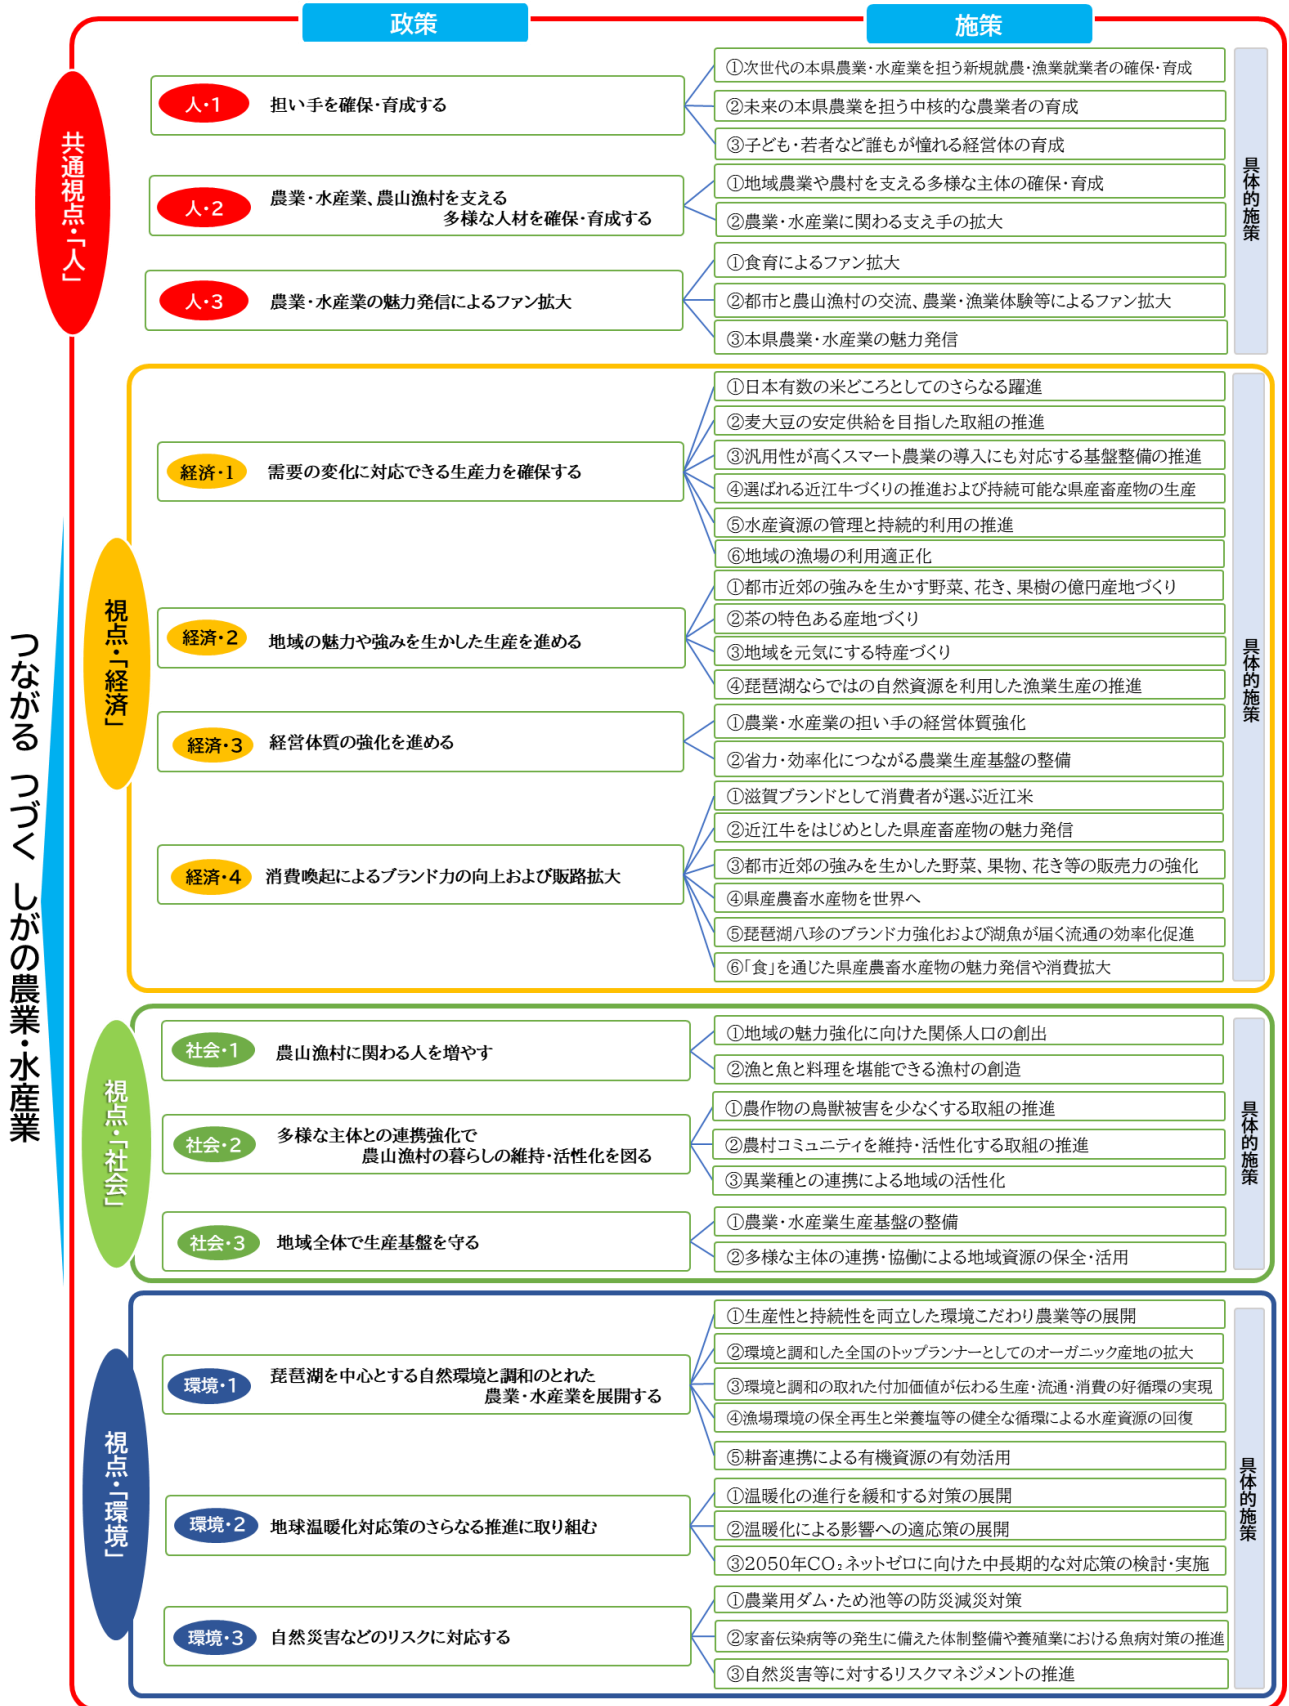 政策
施策
つながる つづく しがの農業・水産業
共通視点・「人」
人・1
担い手を確保・育成する
①次世代の本県農業・水産業を担う新規就農・漁業就業者の確保・育成
②未来の本県農業を担う中核的な農業者の育成
③子ども・若者など誰もが憧れる経営体の育成
人・2
農業・水産業、農山漁村を支える
多様な人材を確保・育成する
①地域農業や農村を支える多様な主体の確保・育成
②農業・水産業に関わる支え手の拡大
人・3
農業・水産業の魅力発信によるファン拡大
①食育によるファン拡大
②都市と農山漁村の交流、農業・漁業体験等によるファン拡大
③本県農業・水産業の魅力発信
具体的施策
視点・「経済」
経済・1
需要の変化に対応できる生産力を確保する
①日本有数の米どころとしてのさらなる躍進
②麦大豆の安定供給を目指した取組の推進
③汎用性が高くスマート農業の導入にも対応する基盤整備の推進
④選ばれる近江牛づくりの推進および持続可能な県産畜産物の生産
⑤水産資源の管理と持続的利用の推進
⑥地域の漁場の利用適正化
経済・2
地域の魅力や強みを生かした生産を進める
①都市近郊の強みを生かす野菜、花き、果樹の億円産地づくり
②茶の特色ある産地づくり
③地域を元気にする特産づくり
④琵琶湖ならではの自然資源を利用した漁業生産の推進
経済・3
経営体質の強化を進める
①農業・水産業の担い手の経営体質強化
②省力・効率化につながる農業生産基盤の整備
経済・4
消費喚起によるブランド力の向上および販路拡大
①滋賀ブランドとして消費者が選ぶ近江米
②近江牛をはじめとした県産畜産物の魅力発信
③都市近郊の強みを生かした野菜、果物、花き等の販売力の強化
④県産農畜水産物を世界へ
⑤琵琶湖八珍のブランド力強化および湖魚が届く流通の効率化促進
⑥「食」を通じた県産農畜水産物の魅力発信や消費拡大
具体的施策
視点・「社会」
社会・1
農山漁村に関わる人を増やす
①地域の魅力強化に向けた関係人口の創出
②漁と魚と料理を堪能できる漁村の創造
社会・2
多様な主体との連携強化で
農山漁村の暮らしの維持・活性化を図る
①農作物の鳥獣被害を少なくする取組の推進
②農村コミュニティを維持・活性化する取組の推進
③異業種との連携による地域の活性化
社会・3
地域全体で生産基盤を守る
①農業・水産業生産基盤の整備
②多様な主体の連携・協働による地域資源の保全・活用
具体的施策
視点・「環境」
環境・1
琵琶湖を中心とする自然環境と調和のとれた
農業・水産業を展開する
①生産性と持続性を両立した環境こだわり農業等の展開
②環境と調和した全国のトップランナーとしてのオーガニック産地の拡大
③環境と調和の取れた付加価値が伝わる生産・流通・消費の好循環の実現
④漁場環境の保全再生と栄養塩等の健全な循環による水産資源の回復
⑤耕畜連携による有機資源の有効活用
環境・2
地球温暖化対応策のさらなる推進に取り組む
①温暖化の進行を緩和する対策の展開
②温暖化による影響への適応策の展開
③2050年CO₂ネットゼロに向けた中長期的な対応策の検討・実施
環境・3
自然災害などのリスクに対応する
①農業用ダム・ため池等の防災減災対策
②家畜伝染病等の発生に備えた体制整備や養殖業における魚病対策の推進
③自然災害等に対するリスクマネジメントの推進
具体的施策